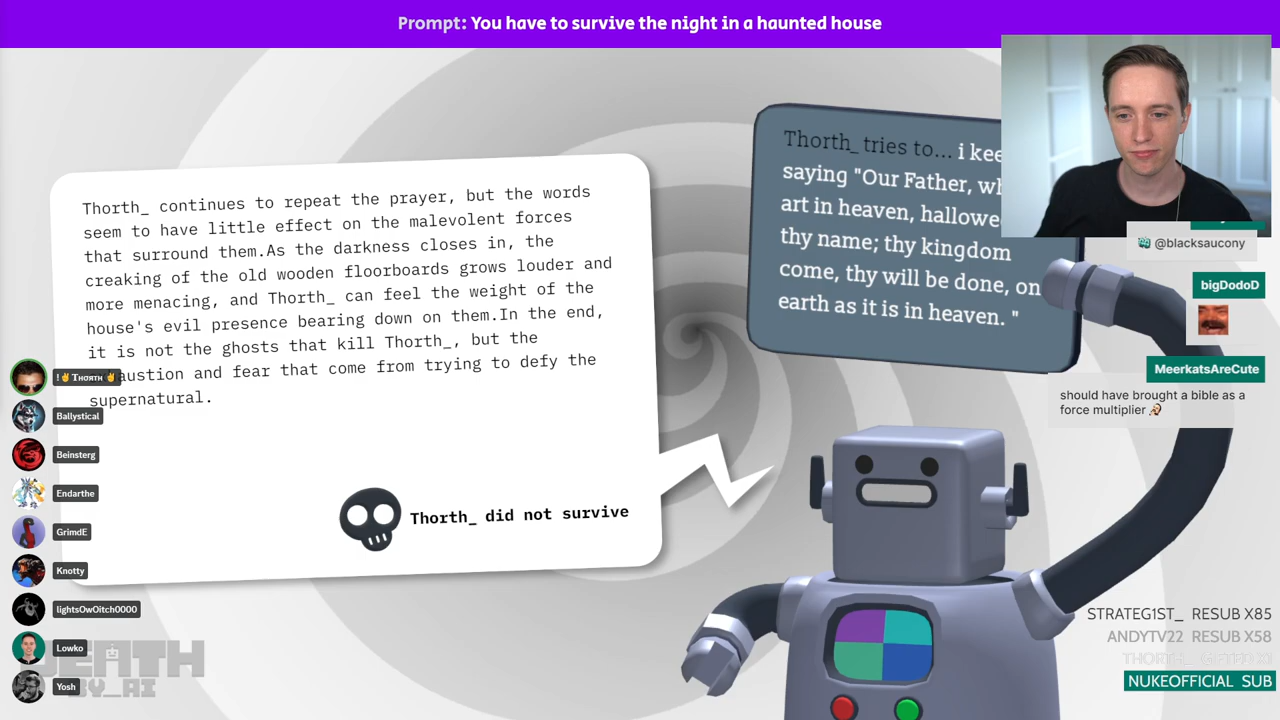 Prompt: You have to survive the night in a haunted house
Thorth_ continues to repeat the prayer, but the words
seem to have little effect on the malevolent forces
that surround them.As the darkness closes in, the
creaking of the old wooden floorboards grows louder and
more menacing, and Thorth_ can feel the weight of the
house's evil presence bearing down on them.In the end,
it is not the ghosts that kill Thorth_, but the
austion and fear that come from trying to defy the
supernatural.
Thorth_ did not survive
Thorth_ tries to... i kee
saying "Our Father, wh
art in heaven, hallowe
thy name; thy kingdom
come, thy will be done, on
earth as it is in heaven. "
@blacksaucony
bigDodoD
MeerkatsAreCute
should have brought a bible as a
force multiplier
!✌Thorth ✌
Ballystical
Beinsterg
Endarthe
GrimdE
Knotty
lightsOwOitch0000
Lowko
Yosh
DEATH
BY_AI
STRATEG1ST_ RESUB X85
ANDYTV22 RESUB X58
THORTH_ GIFTED
NUKEOFFICIAL SUB